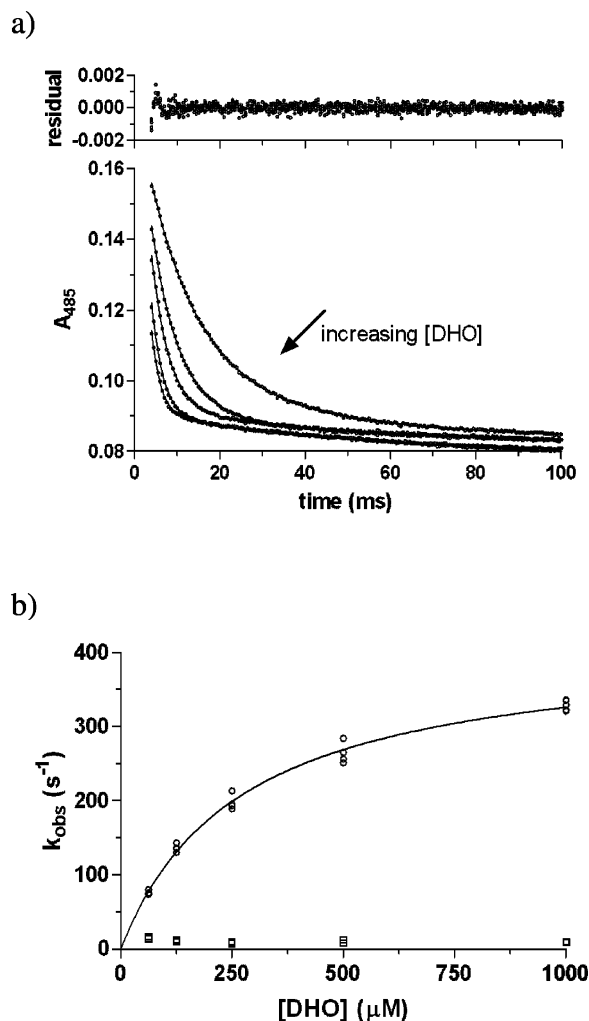 a)
residual
0.002
0.000
-0.002
A485
0.16
0.14
0.12
0.10
0.08
increasing [DHO]
0 20 40 60 80 100
time (ms)
b)
kobs (s-1)
400
300
200
100
0
0 250 500 750 1000
[DHO] (μM)